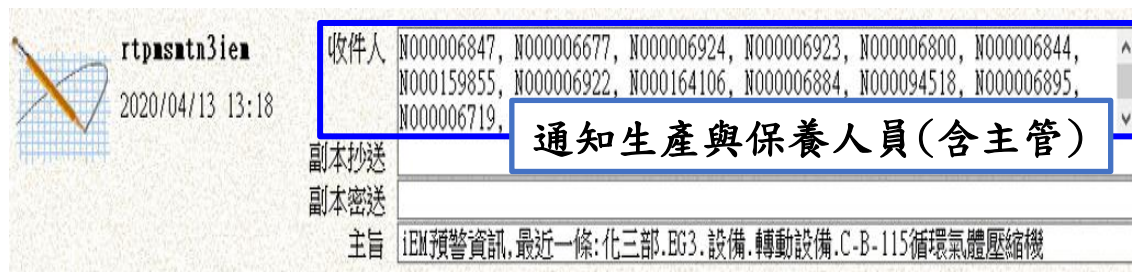 rtpmsmtn3iem
2020/04/13 13:18
收件人
N000006847, N000006677, N000006924, N000006923, N000006800, N000006844,
N000159855, N000006922, N000164106, N000006884, N000094518, N000006895,
N000006719,
通知生產與保養人員(含主管)
副本抄送
副本密送
主旨 iEM預警資訊,最近一條:化三部.EG3.設備.轉動設備.C-B-115循環氣體壓縮機